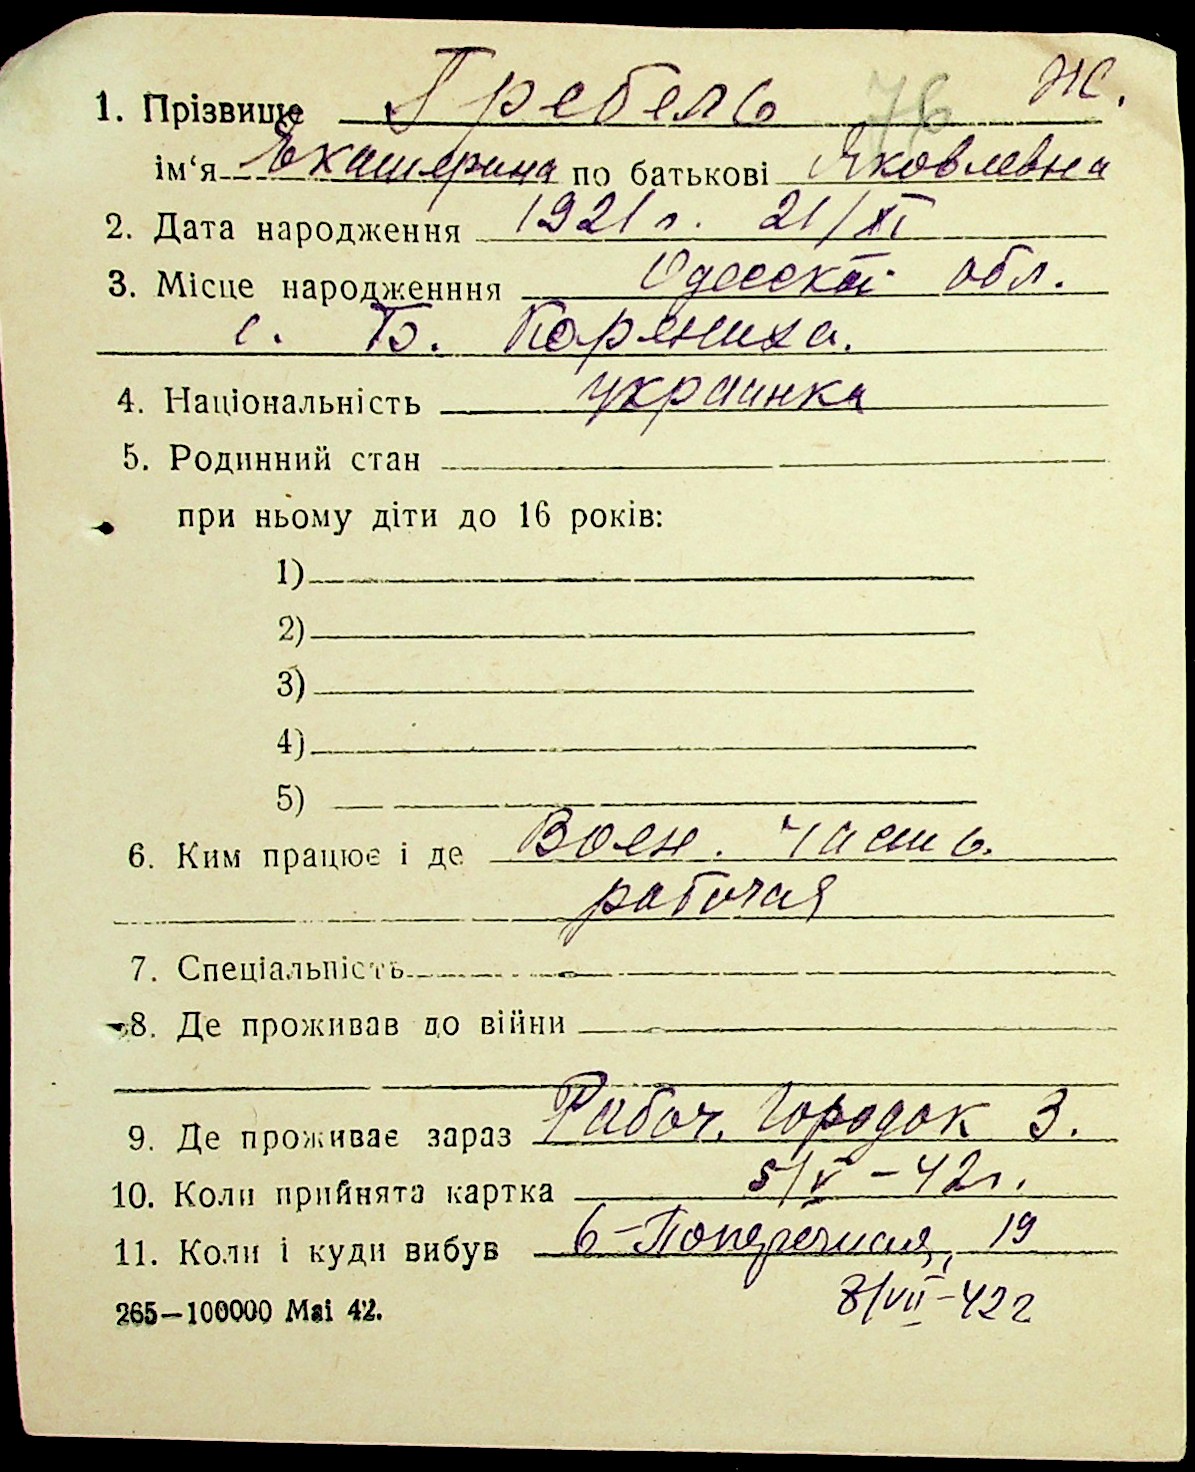 76 Ж.
1. Прізвище Гребель
ім‘я Екатерина по батькові Яковлевна
2. Дата народження 1921 г. 21/XI
3. Місце народженння Одесской обл.
с. Б. Корениха.
4. Національність украинка
5. Родинний стан
при ньому діти до 16 років:
1)
2)
3)
4)
5)
6. Ким працює і де Воен. часть.
рабочая
7. Спеціальність
8. Де проживав до війни
9. Де проживає зараз Рабоч. Городок 3.
10. Коли прийнята картка 5/V – 42 г.
11. Коли і куди вибув 6 – Поперечная, 19
265—100000 Mai 42. 8/VII – 42 г